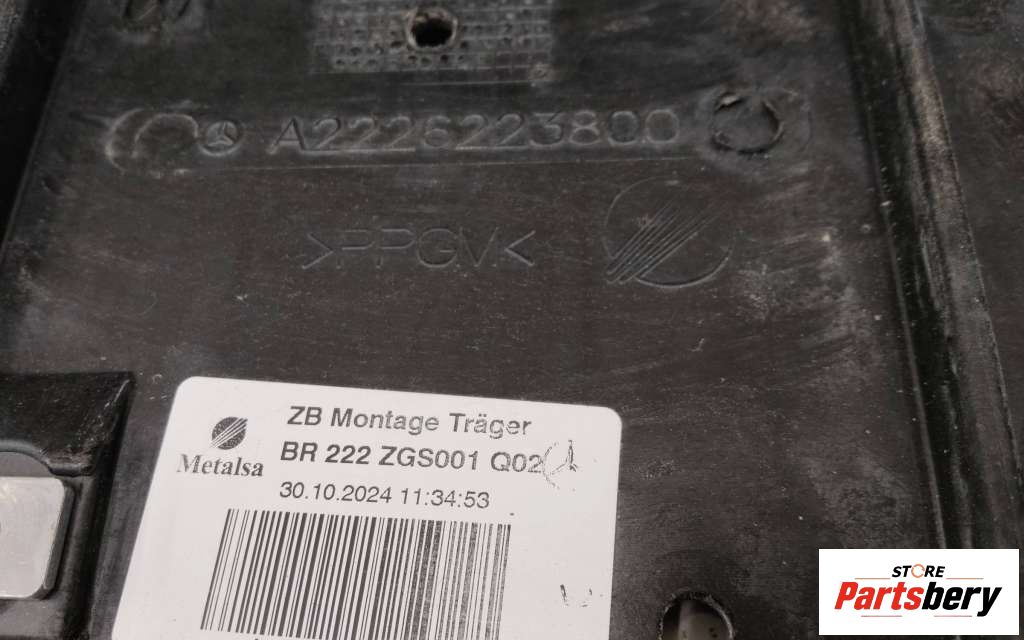 A2226223800
>PPGV<
ZB Montage Träger
Metalsa
BR 222 ZGS001 Q02
30.10.2024 11:34:53
STORE
Partsbery